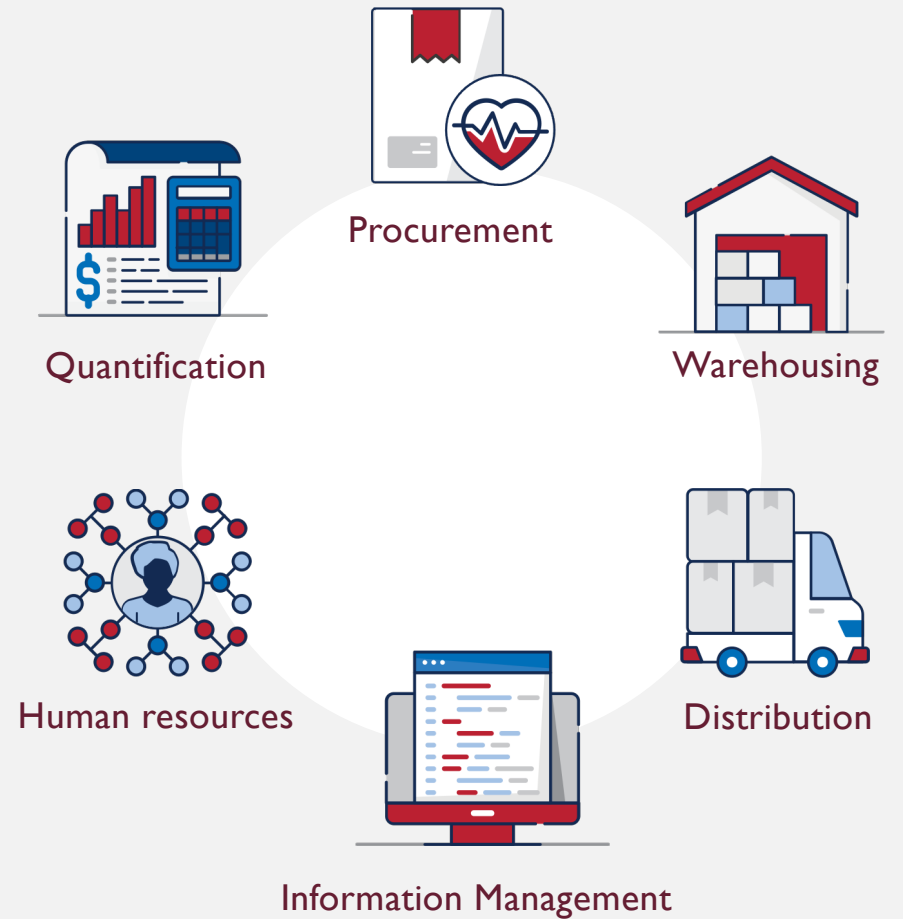 Procurement
Quantification
Warehousing
$
Human resources
Distribution
Information Management